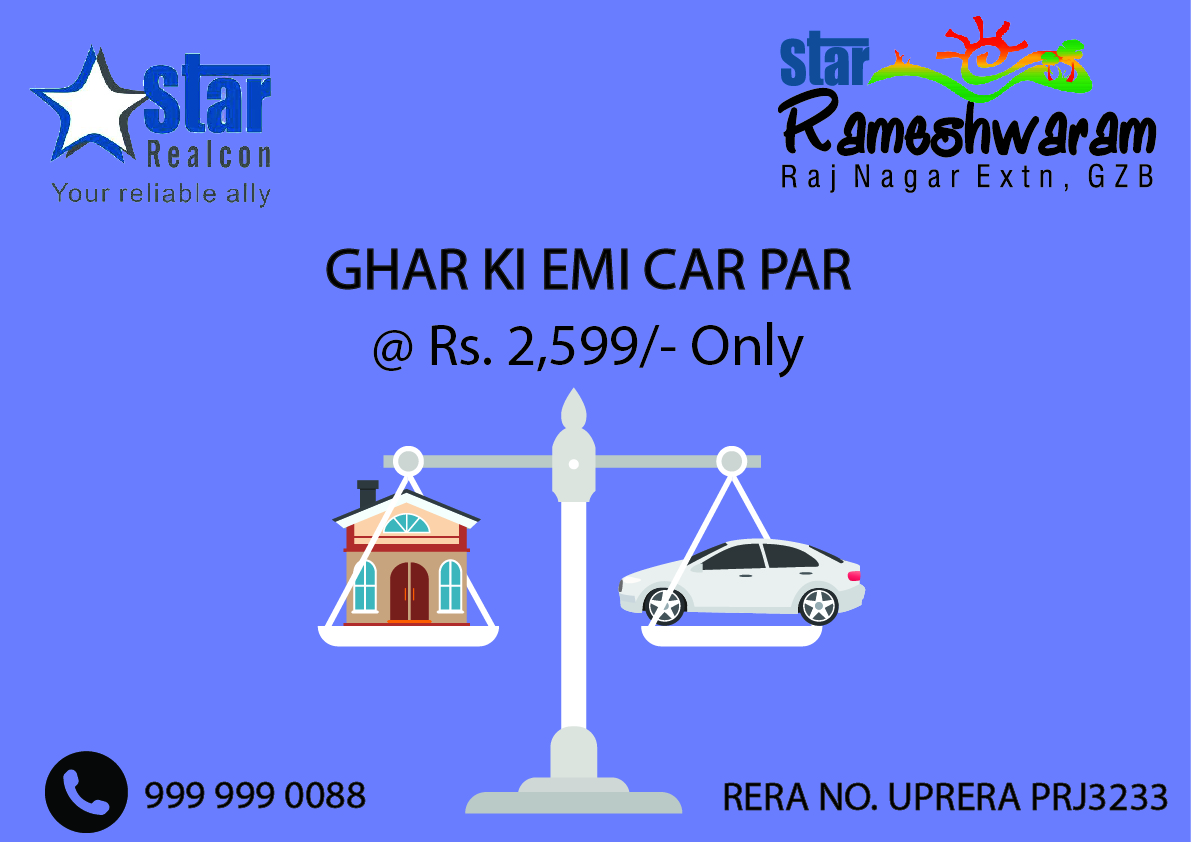 Star
Realcon
Your reliable ally
Star
Rameshwaram
Raj Nagar Extn, GZB
GHAR KI EMI CAR PAR
@ Rs. 2,599/- Only
999 999 0088
RERA NO. UPRERA PRJ3233